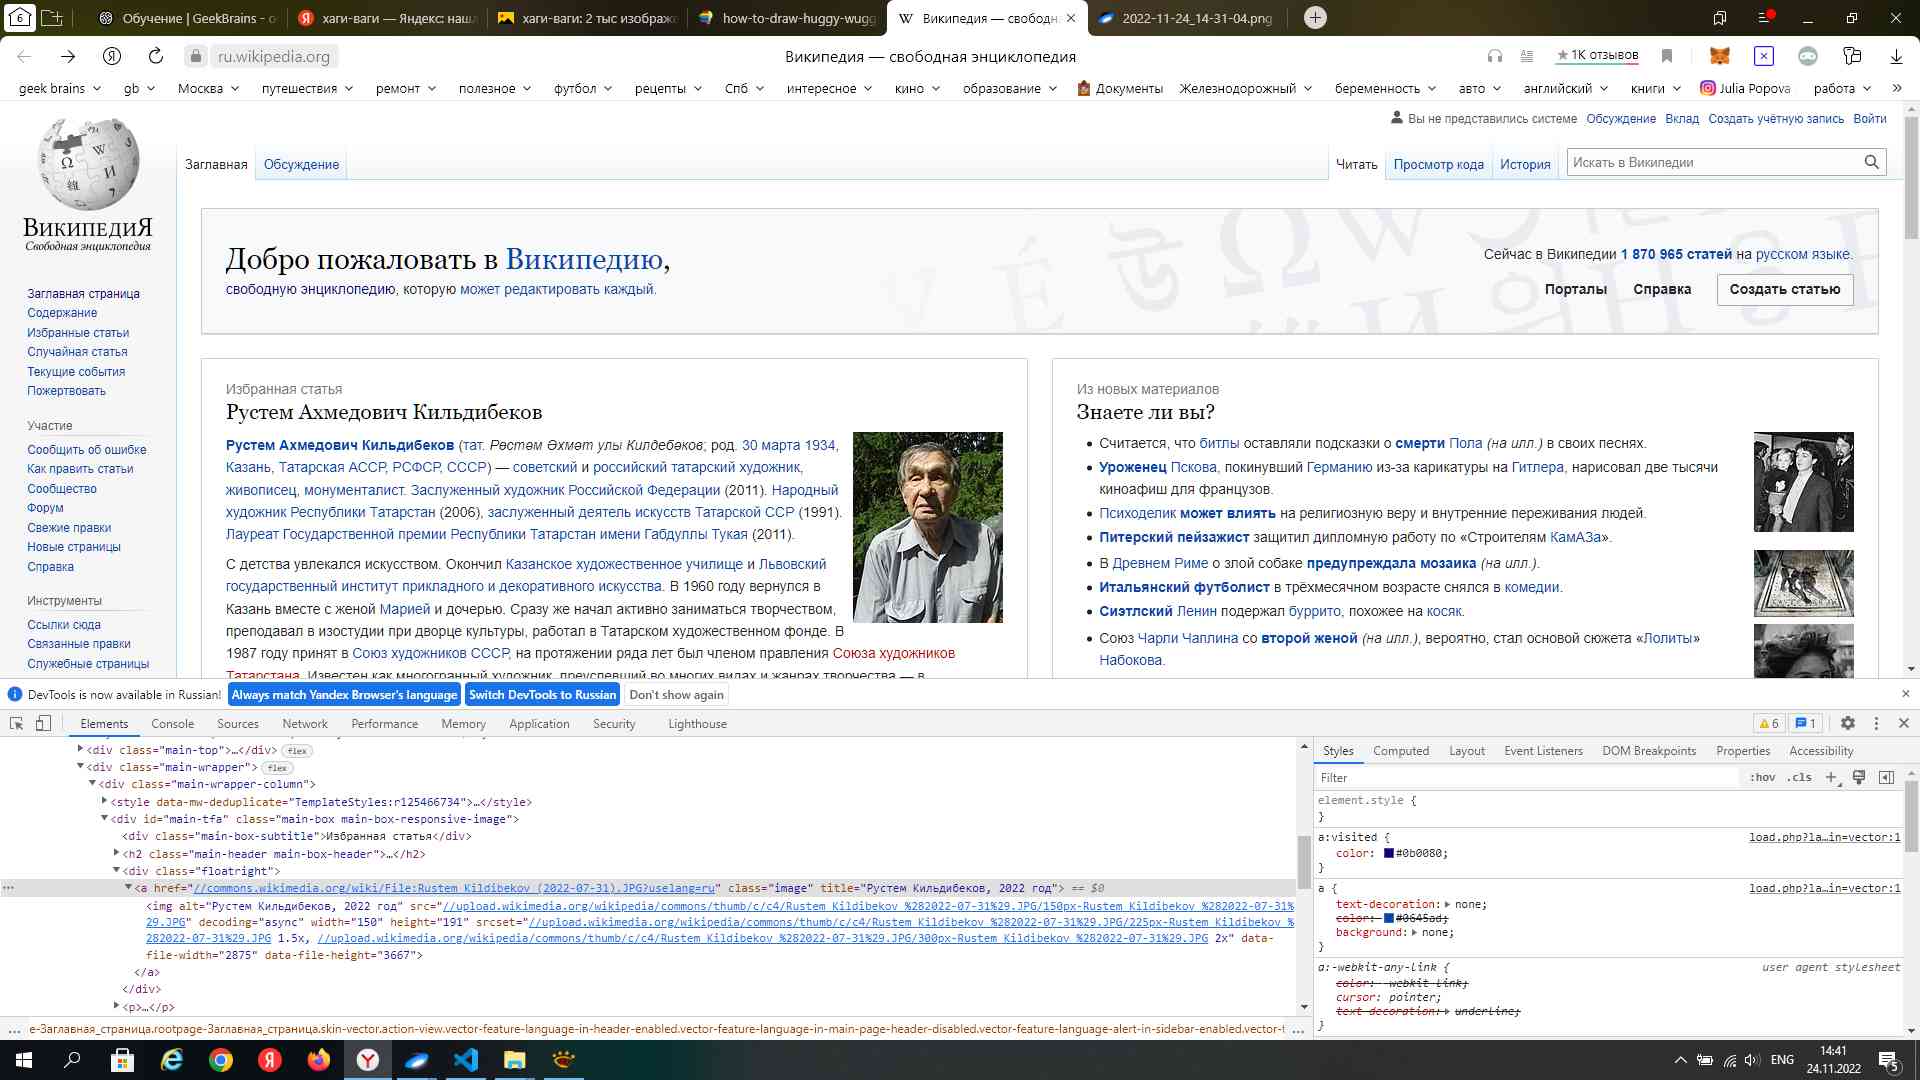 6
Обучение | GeekBrains - о
хаги-ваги — Яндекс: нашл
хаги-ваги: 2 тыс изображе
how-to-draw-huggy-wugg
Википедия — свободн
2022-11-24_14-31-04.png
ru.wikipedia.org
Википедия — свободная энциклопедия
★ 1K отзывов
geek brains
gb
Москва
путешествия
ремонт
полезное
футбол
рецепты
Спб
интересное
кино
образование
Документы
Железнодорожный
беременность
авто
английский
книги
Julia Popova
работа
Вы не представились системе Обсуждение Вклад Создать учётную запись Войти
Заглавная Обсуждение
Читать Просмотр кода История
Искать в Википедии
ВикипедиЯ
Свободная энциклопедия
Заглавная страница
Содержание
Избранные статьи
Случайная статья
Текущие события
Пожертвовать
Участие
Сообщить об ошибке
Как править статьи
Сообщество
Форум
Свежие правки
Новые страницы
Справка
Инструменты
Ссылки сюда
Связанные правки
Служебные страницы
Добро пожаловать в Википедию,
свободную энциклопедию, которую может редактировать каждый.
Сейчас в Википедии 1 870 965 статей на русском языке.
Порталы Справка Создать статью
Избранная статья
Рустем Ахмедович Кильдибеков
Рустем Ахмедович Кильдибеков (тат. Рөстәм Әхмәт улы Килдебәков; род. 30 марта 1934,
Казань, Татарская АССР, РСФСР, СССР) — советский и российский татарский художник,
живописец, монументалист. Заслуженный художник Российской Федерации (2011). Народный
художник Республики Татарстан (2006), заслуженный деятель искусств Татарской ССР (1991).
Лауреат Государственной премии Республики Татарстан имени Габдуллы Тукая (2011).
С детства увлекался искусством. Окончил Казанское художественное училище и Львовский
государственный институт прикладного и декоративного искусства. В 1960 году вернулся в
Казань вместе с женой Марией и дочерью. Сразу же начал активно заниматься творчеством,
преподавал в изостудии при дворце культуры, работал в Татарском художественном фонде. В
1987 году принят в Союз художников СССР, на протяжении ряда лет был членом правления Союза художников
Татарстана. Известен как многогранный художник, преуспевший во многих видах и жанрах творчества — в
Из новых материалов
Знаете ли вы?
Считается, что битлы оставляли подсказки о смерти Пола (на илл.) в своих песнях.
Уроженец Пскова, покинувший Германию из-за карикатуры на Гитлера, нарисовал две тысячи
киноафиш для французов.
Психоделик может влиять на религиозную веру и внутренние переживания людей.
Питерский пейзажист защитил дипломную работу по «Строителям КамАЗа».
В Древнем Риме о злой собаке предупреждала мозаика (на илл.).
Итальянский футболист в трёхмесячном возрасте снялся в комедии.
Сиэтлский Ленин подержал буррито, похожее на косяк.
Союз Чарли Чаплина со второй женой (на илл.), вероятно, стал основой сюжета «Лолиты»
Набокова.
DevTools is now available in Russian! Always match Yandex Browser's language Switch DevTools to Russian Don't show again
Elements Console Sources Network Performance Memory Application Security Lighthouse
6 1
<div class="main-top">…</div> flex
<div class="main-wrapper"> flex
<div class="main-wrapper-column">
<style data-mw-deduplicate="TemplateStyles:r125466734">…</style>
<div id="main-tfa" class="main-box main-box-responsive-image">
<div class="main-box-subtitle">Избранная статья</div>
<h2 class="main-header main-box-header">…</h2>
<div class="floatright">
<a href="//commons.wikimedia.org/wiki/File:Rustem_Kildibekov_(2022-07-31).JPG?uselang=ru" class="image" title="Рустем Кильдибеков, 2022 год"> == $0
<img alt="Рустем Кильдибеков, 2022 год" src="//upload.wikimedia.org/wikipedia/commons/thumb/c/c4/Rustem_Kildibekov_%282022-07-31%29.JPG/150px-Rustem_Kildibekov_%282022-07-31%
29.JPG" decoding="async" width="150" height="191" srcset="//upload.wikimedia.org/wikipedia/commons/thumb/c/c4/Rustem_Kildibekov_%282022-07-31%29.JPG/225px-Rustem_Kildibekov_%
282022-07-31%29.JPG 1.5x, //upload.wikimedia.org/wikipedia/commons/thumb/c/c4/Rustem_Kildibekov_%282022-07-31%29.JPG/300px-Rustem_Kildibekov_%282022-07-31%29.JPG 2x" data-
file-width="2875" data-file-height="3667">
</a>
</div>
<p>…</p>
... e-Заглавная_страница.rootpage-Заглавная_страница.skin-vector.action-view.vector-feature-language-in-header-enabled.vector-feature-language-in-main-page-header-disabled.vector-feature-language-alert-in-sidebar-enabled.vector-f ...
Styles Computed Layout Event Listeners DOM Breakpoints Properties Accessibility
Filter :hov .cls
element.style {
}
a:visited { load.php?la…in=vector:1
color: #0b0080;
}
a { load.php?la…in=vector:1
text-decoration: none;
color: #0645ad;
background: none;
}
a:-webkit-any-link { user agent stylesheet
color: -webkit-link;
cursor: pointer;
text-decoration: underline;
}
ENG
14:41
24.11.2022
5